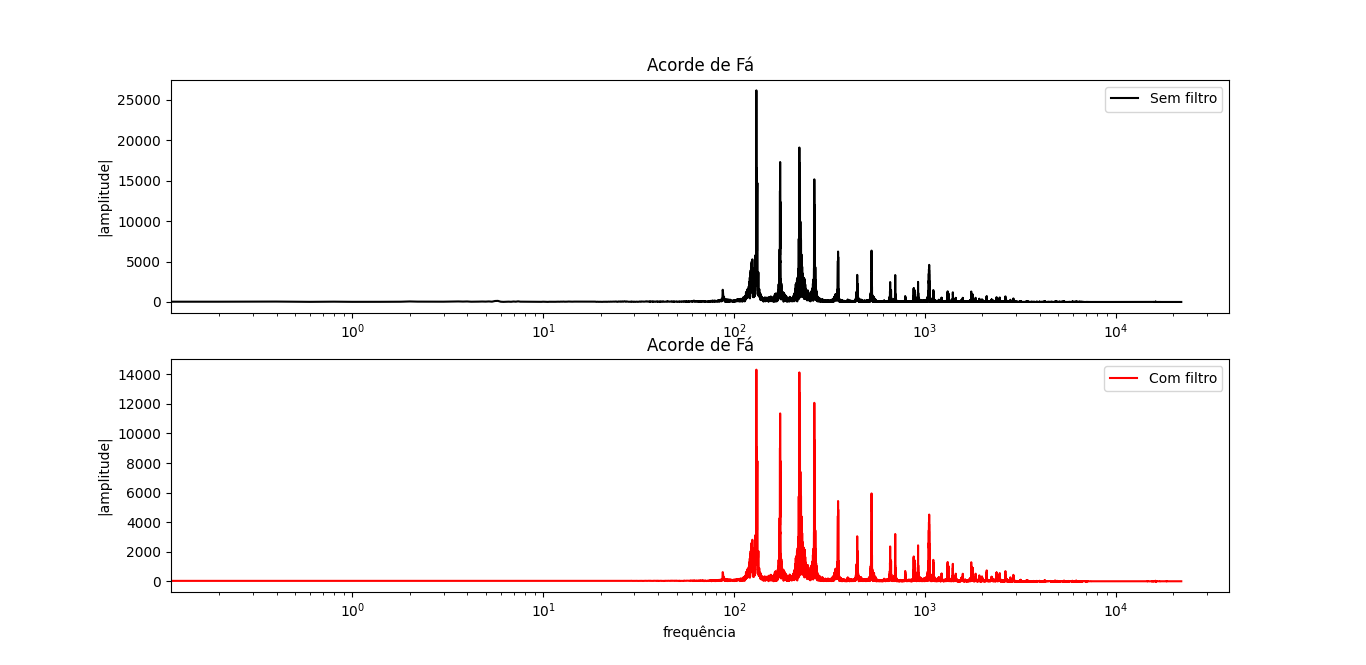 Acorde de Fá
Sem filtro
|amplitude|
25000
20000
15000
10000
5000
0
10⁰ 10¹ 10² 10³ 10⁴
Acorde de Fá
Com filtro
|amplitude|
14000
12000
10000
8000
6000
4000
2000
0
10⁰ 10¹ 10² 10³ 10⁴
frequência